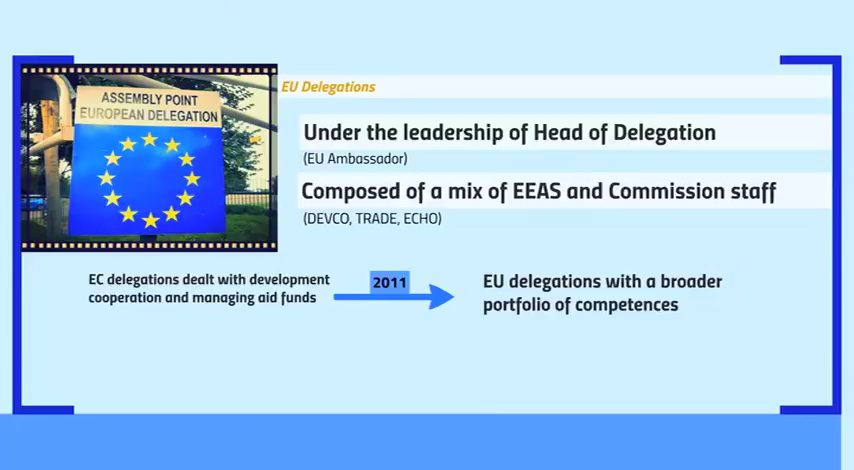 ASSEMBLY POINT
EUROPEAN DELEGATION
EU Delegations
Under the leadership of Head of Delegation
(EU Ambassador)
Composed of a mix of EEAS and Commission staff
(DEVCO, TRADE, ECHO)
EC delegations dealt with development
cooperation and managing aid funds
2011
EU delegations with a broader
portfolio of competences